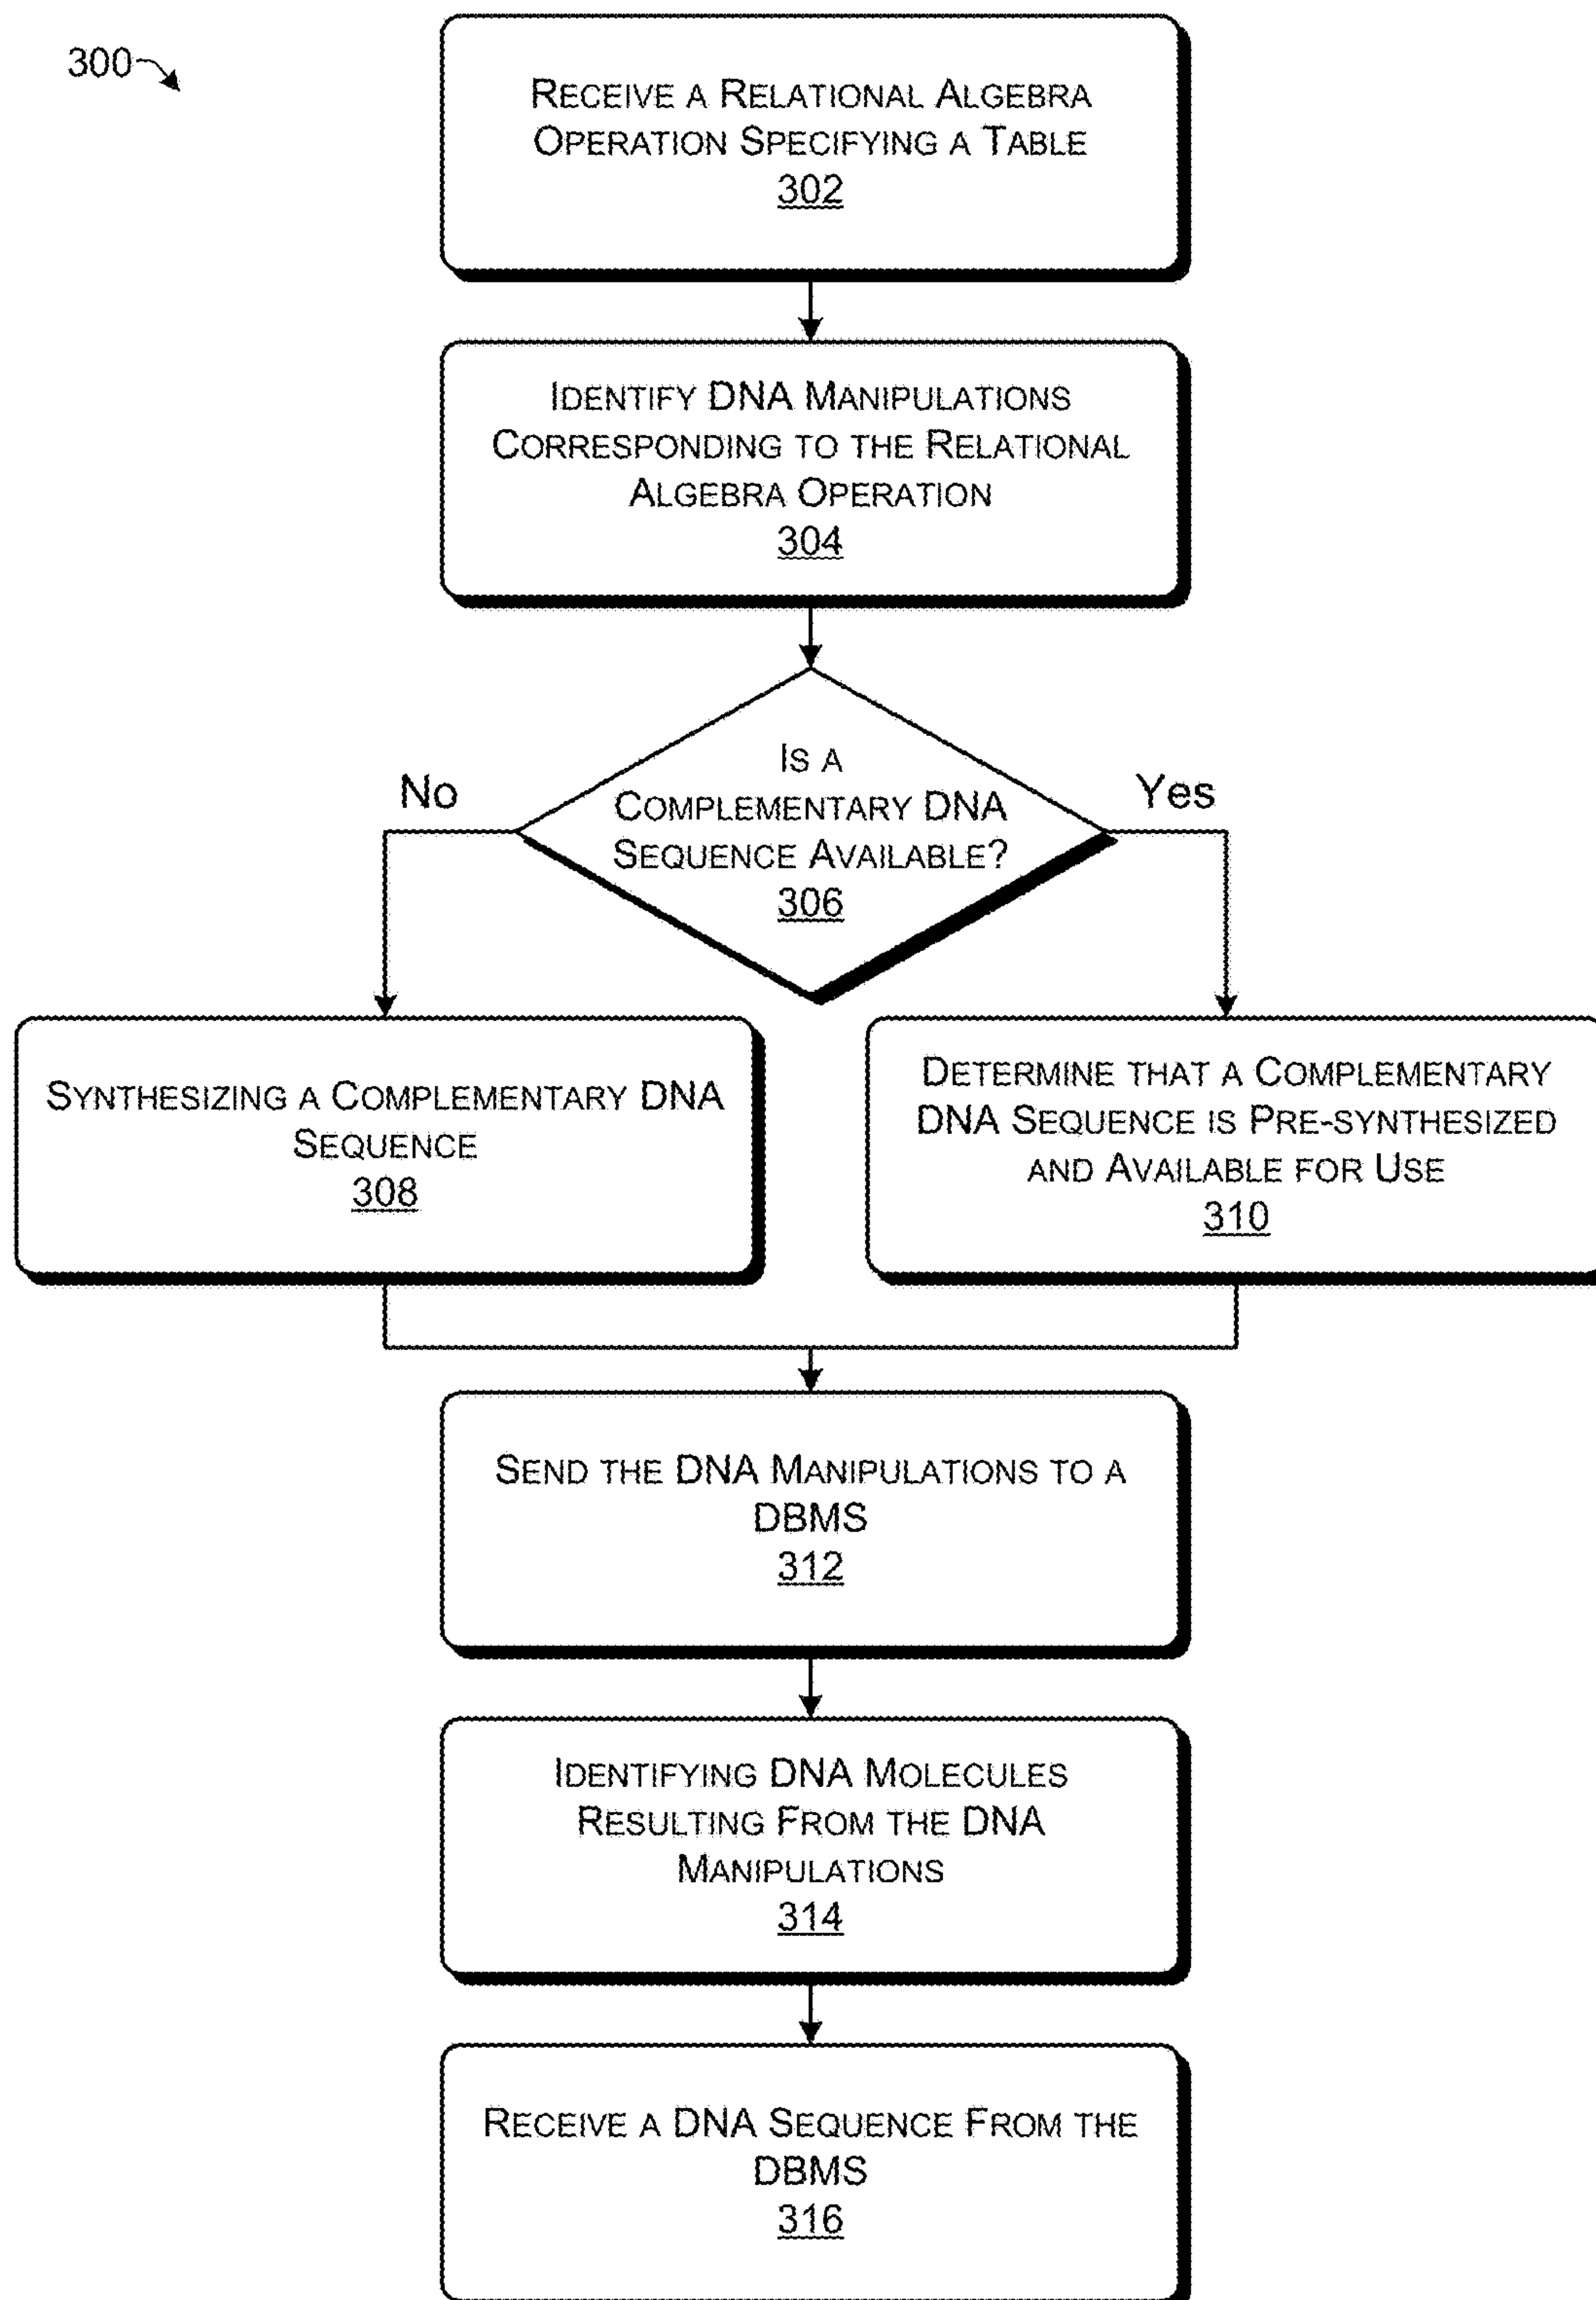 300
RECEIVE A RELATIONAL ALGEBRA
OPERATION SPECIFYING A TABLE
302
IDENTIFY DNA MANIPULATIONS
CORRESPONDING TO THE RELATIONAL
ALGEBRA OPERATION
304
IS A
COMPLEMENTARY DNA
SEQUENCE AVAILABLE?
306
No
Yes
SYNTHESIZING A COMPLEMENTARY DNA
SEQUENCE
308
DETERMINE THAT A COMPLEMENTARY
DNA SEQUENCE IS PRE-SYNTHESIZED
AND AVAILABLE FOR USE
310
SEND THE DNA MANIPULATIONS TO A
DBMS
312
IDENTIFYING DNA MOLECULES
RESULTING FROM THE DNA
MANIPULATIONS
314
RECEIVE A DNA SEQUENCE FROM THE
DBMS
316